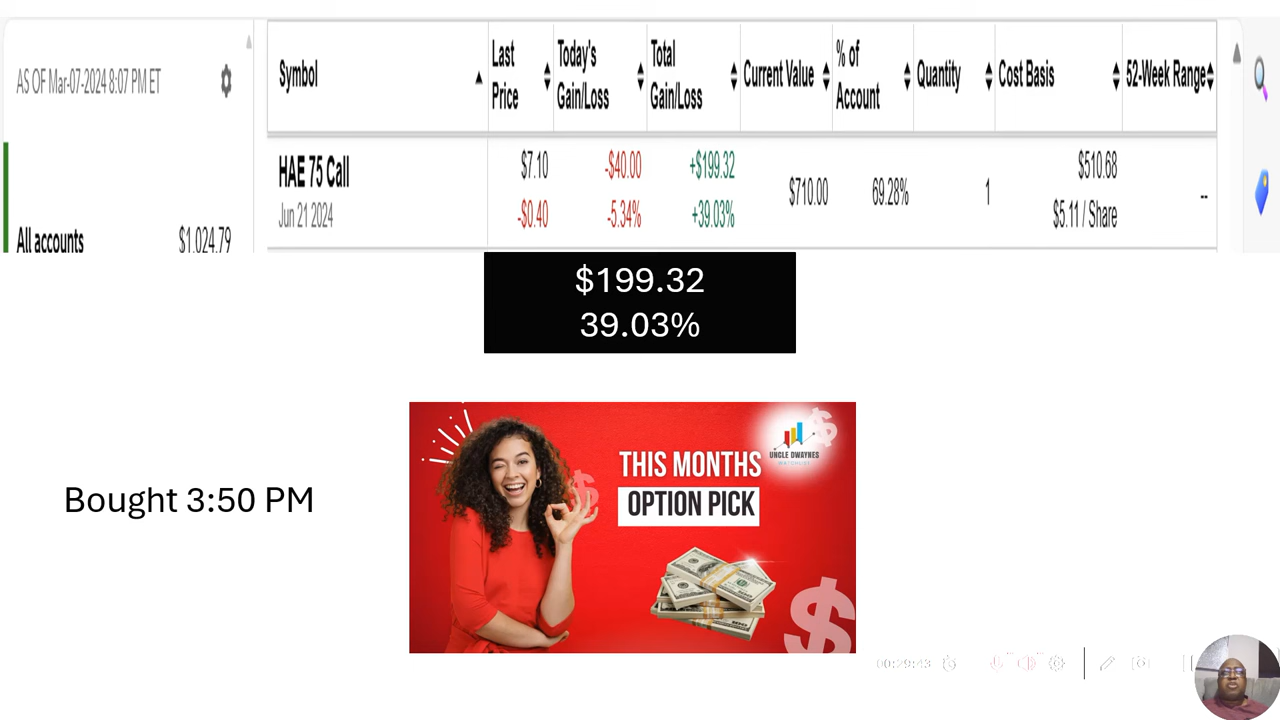 AS OF Mar-07-2024 8:07 PM ET
All accounts $1,024.79
Symbol Last Price Today's Gain/Loss Total Gain/Loss Current Value % of Account Quantity Cost Basis 52-Week Range
HAE 75 Call $7.10 -$40.00 +$199.32 $710.00 69.28% 1 $510.68 --
Jun 21 2024 -$0.40 -5.34% +39.03% $5.11 / Share
$199.32
39.03%
Bought 3:50 PM
THIS MONTHS
OPTION PICK
UNCLE DWAYNES
00:29:43